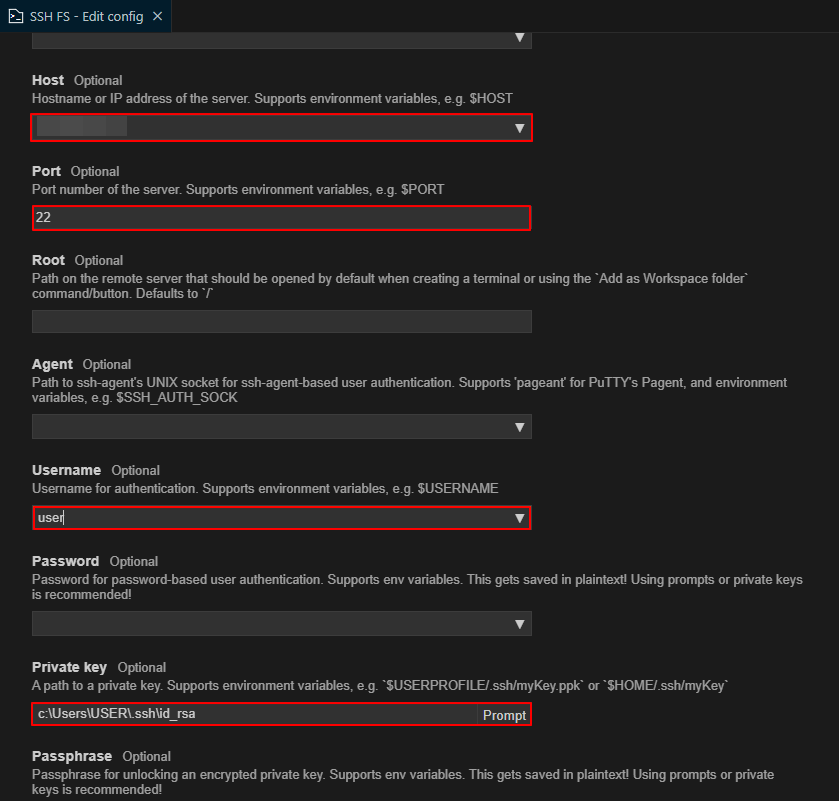 SSH FS - Edit config ×
Host Optional
Hostname or IP address of the server. Supports environment variables, e.g. $HOST
Port Optional
Port number of the server. Supports environment variables, e.g. $PORT
22
Root Optional
Path on the remote server that should be opened by default when creating a terminal or using the `Add as Workspace folder`
command/button. Defaults to `/`
Agent Optional
Path to ssh-agent's UNIX socket for ssh-agent-based user authentication. Supports 'pageant' for PuTTY's Pagent, and environment
variables, e.g. $SSH_AUTH_SOCK
Username Optional
Username for authentication. Supports environment variables, e.g. $USERNAME
user
Password Optional
Password for password-based user authentication. Supports env variables. This gets saved in plaintext! Using prompts or private keys
is recommended!
Private key Optional
A path to a private key. Supports environment variables, e.g. `$USERPROFILE/.ssh/myKey.ppk` or `$HOME/.ssh/myKey`
c:\Users\USER\.ssh\id_rsa Prompt
Passphrase Optional
Passphrase for unlocking an encrypted private key. Supports env variables. This gets saved in plaintext! Using prompts or private
keys is recommended!